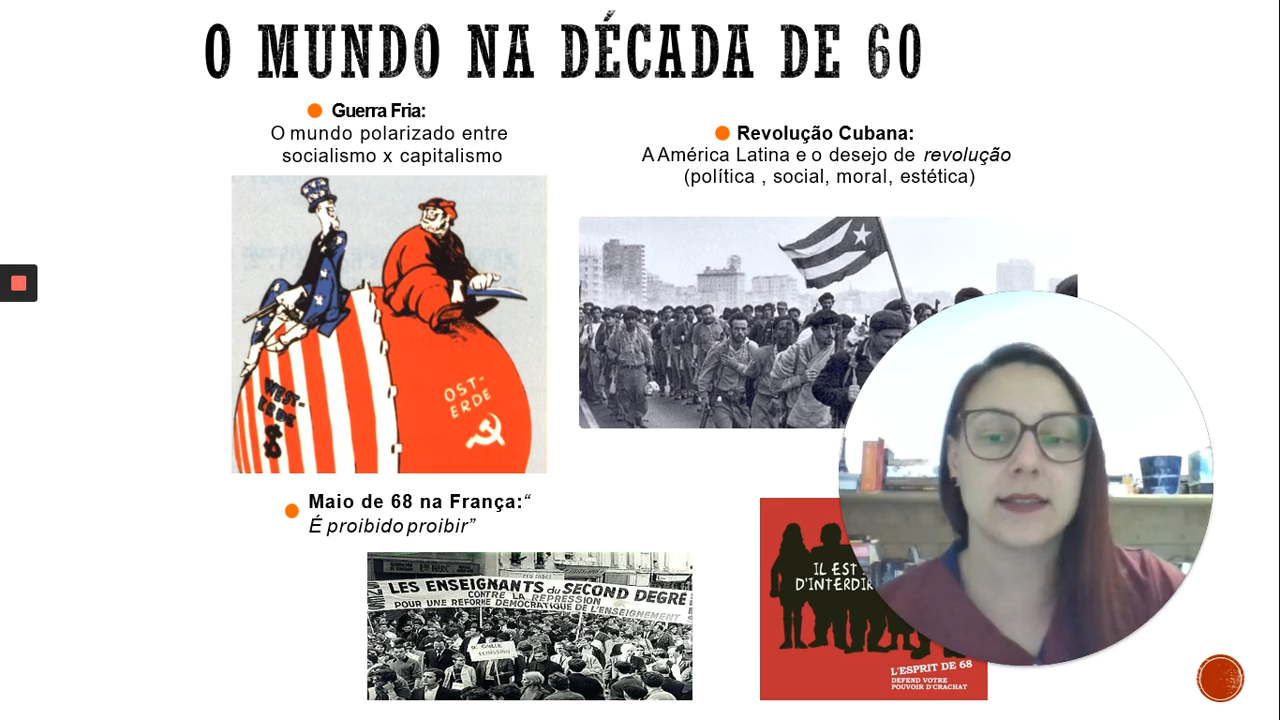 O MUNDO NA DÉCADA DE 60
Guerra Fria:
O mundo polarizado entre
socialismo x capitalismo
Revolução Cubana:
A América Latina e o desejo de revolução
(política , social, moral, estética)
WEST-
ERDE
OST-
ERDE
Maio de 68 na França:“
É proibido proibir”
LES ENSEIGNANTS du SECOND DEGRÉ
CONTRE LA REPRESSION
POUR UNE REFORME DEMOCRATIQUE DE L'ENSEIGNEMENT
DE GAULLE
IL EST
D'INTERDIR
L'ESPRIT DE 68
DEFEND VOTRE
POUVOIR D'CRACHAT